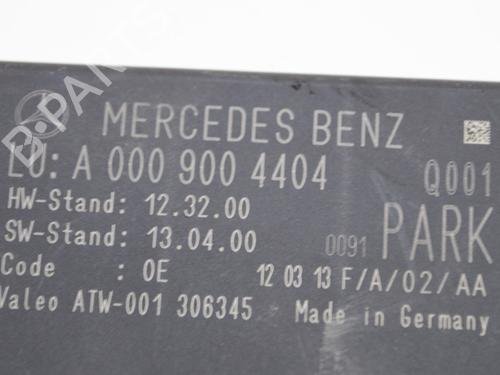 MERCEDES BENZ
LU: A 000 900 4404 Q001
HW-Stand: 12.32.00
SW-Stand: 13.04.00 0091 PARK
Code : 0E 12 03 13 F/A/02/AA
Valeo ATW-001 306345 Made in Germany
B-PARTS